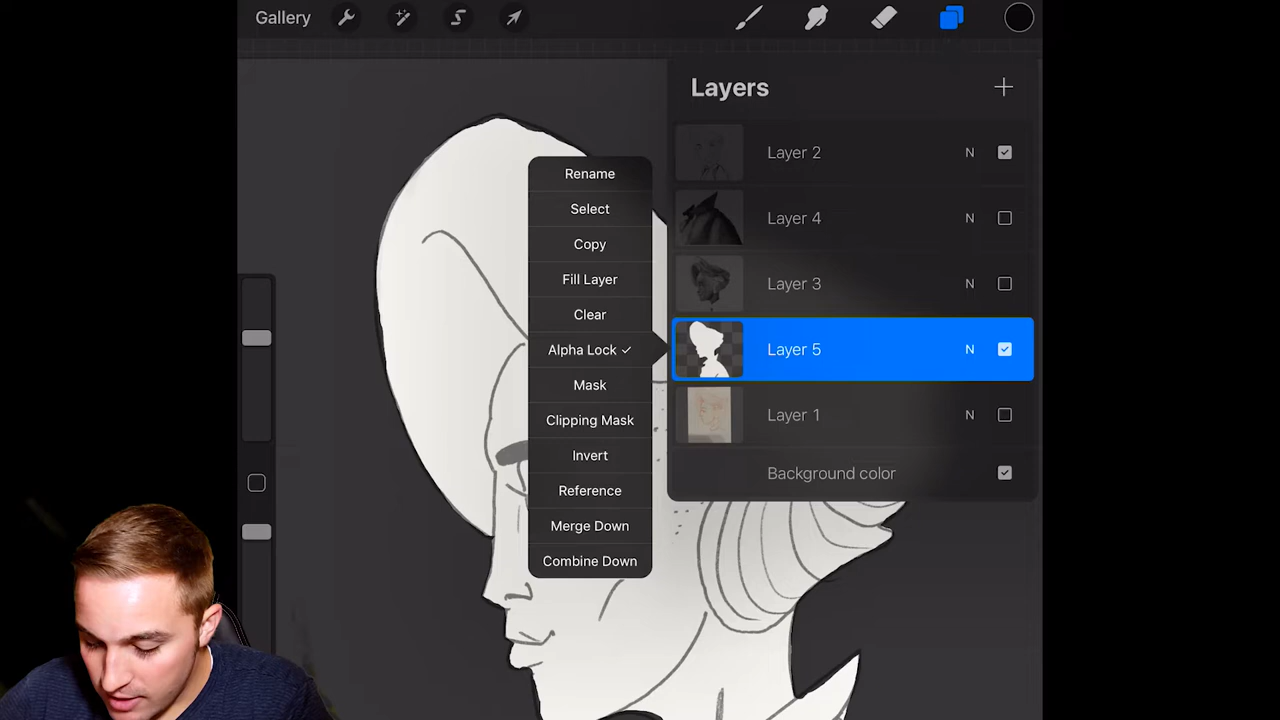 Gallery
Layers
Layer 2 N
Layer 4 N
Layer 3 N
Layer 5 N
Layer 1 N
Background color
Rename
Select
Copy
Fill Layer
Clear
Alpha Lock ✓
Mask
Clipping Mask
Invert
Reference
Merge Down
Combine Down